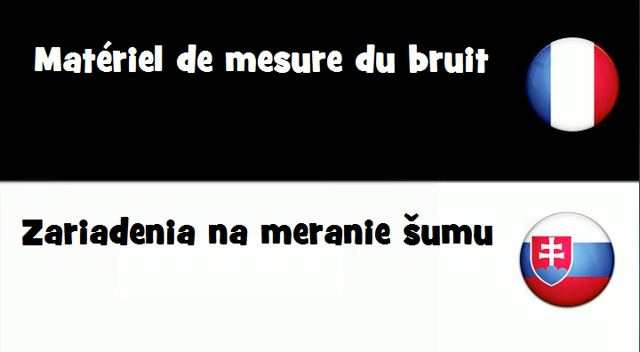 Matériel de mesure du bruit
Zariadenia na meranie šumu